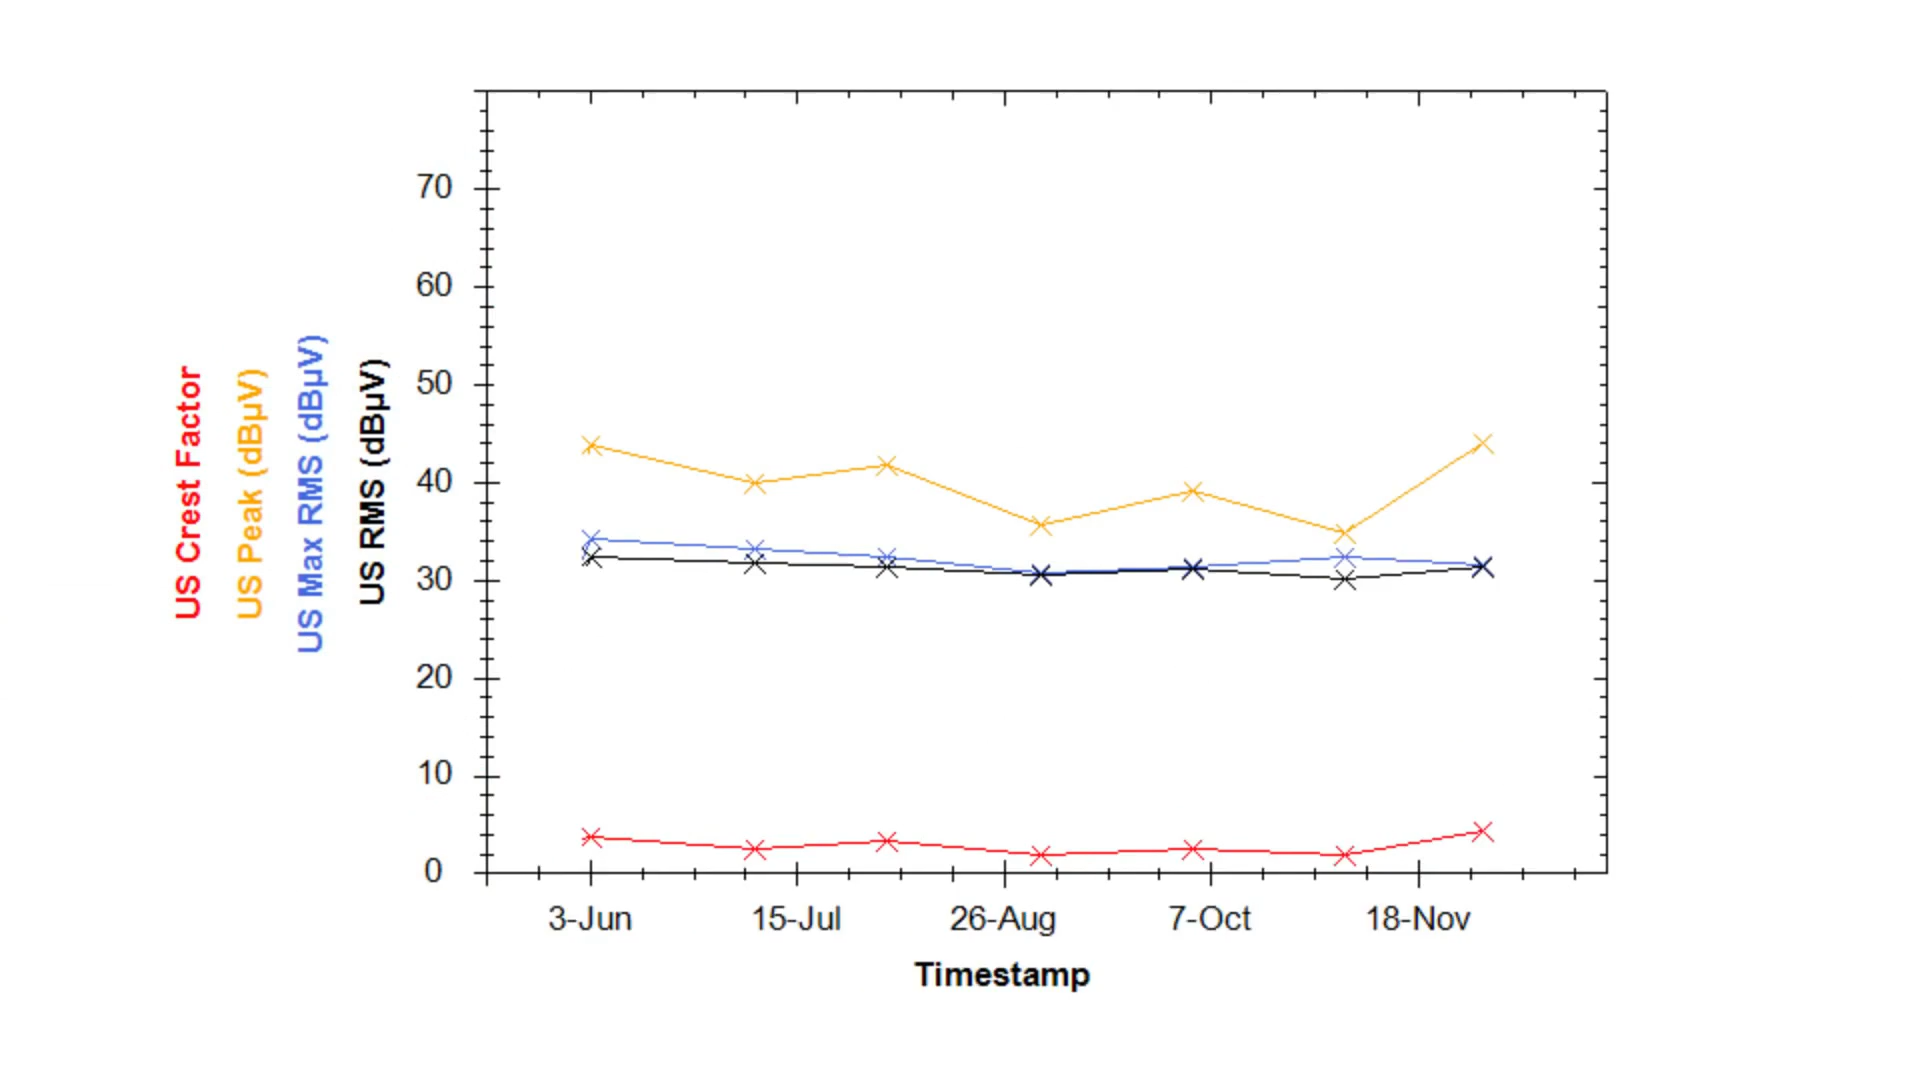 US Crest Factor
US Peak (dBµV)
US Max RMS (dBµV)
US RMS (dBµV)
70
60
50
40
30
20
10
0
3-Jun 15-Jul 26-Aug 7-Oct 18-Nov
Timestamp